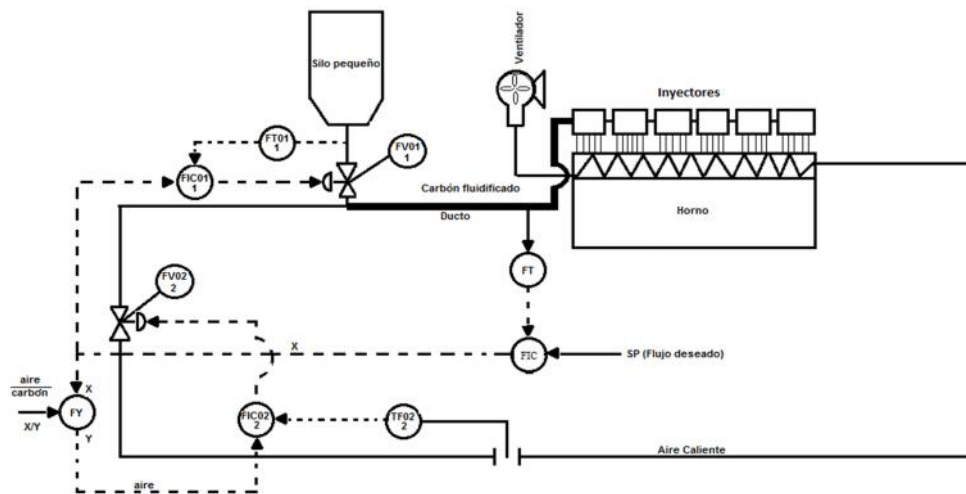 Silo pequeño
Ventilador
Inyectores
FT01
1
FV01
1
FIC01
1
Carbón fluidificado
Ducto
Horno
FT
FV02
2
X
FIC
SP (Flujo deseado)
aire
carbón
X
FY
X/Y
Y
FIC02
2
TF02
2
Aire Caliente
aire